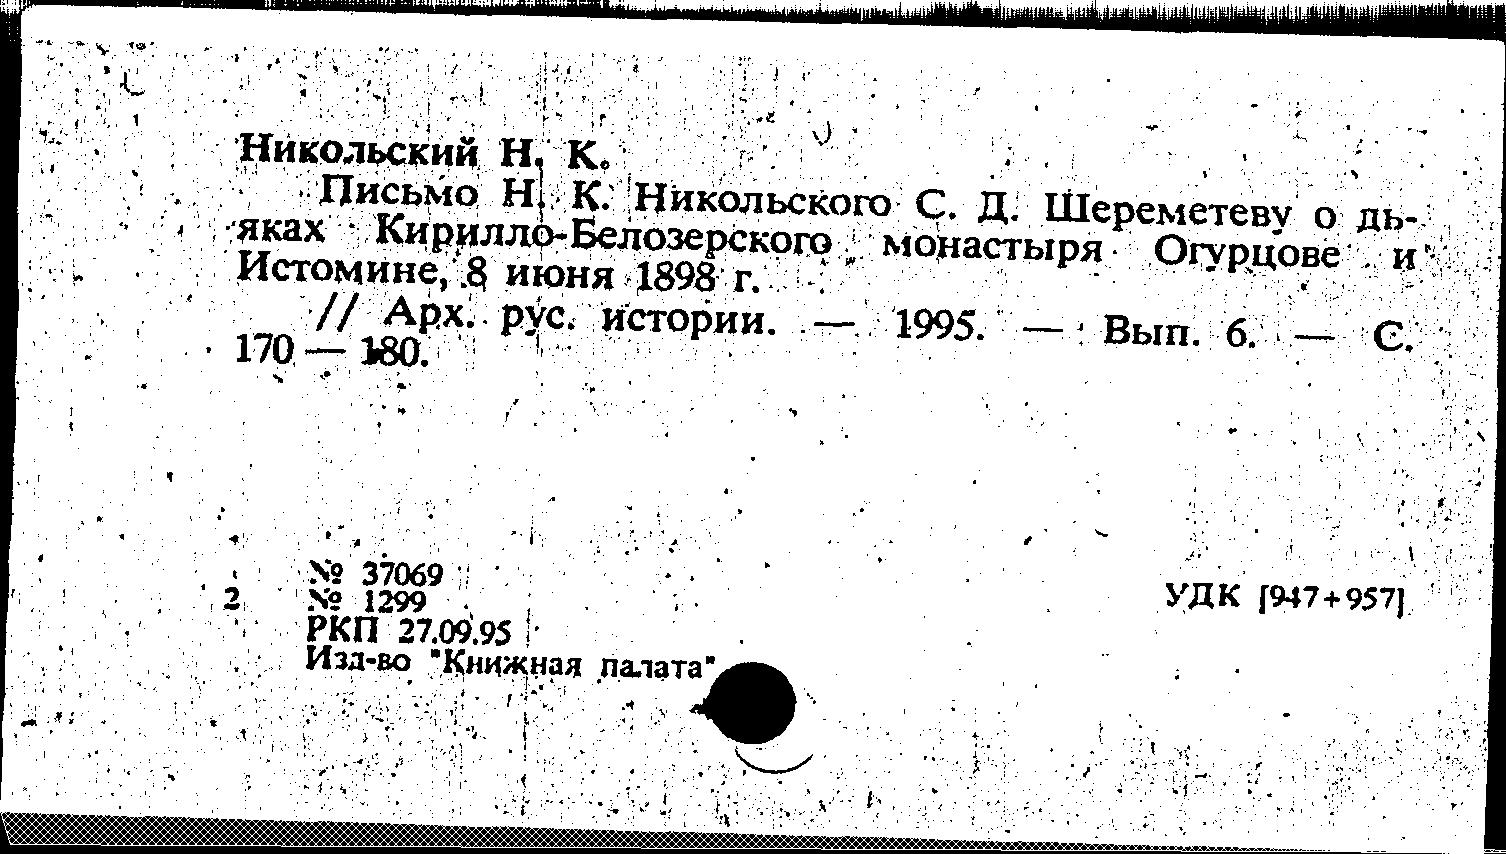 Никольский Н. К.
Письмо Н. К. Никольского С. Д. Шереметеву о дь-
яках Кирилло-Белозерского монастыря Огурцове и
Истомине, 8 июня 1898 г.
// Арх. рус. истории. — 1995. — Вып. 6. — С.
170 — 180.
№ 37069
2 № 1299 УДК [947+957]
РКП 27.09.95
Изд-во "Книжная палата"